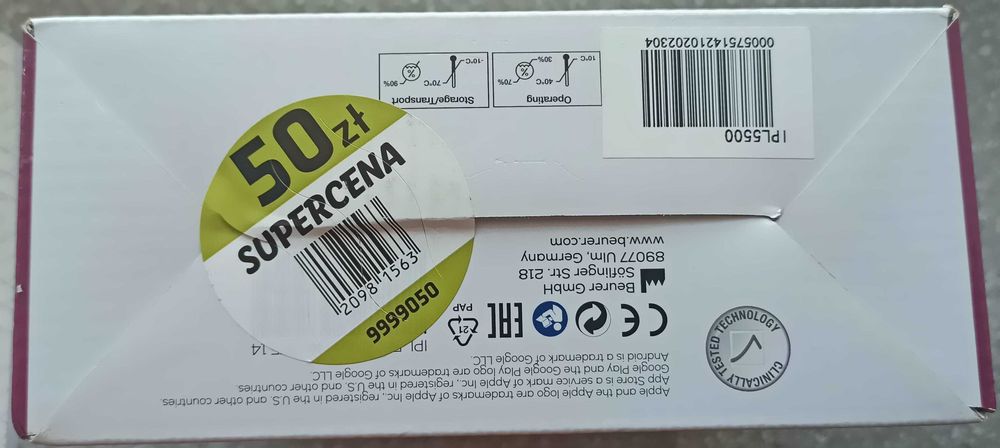 Apple and the Apple logo are trademarks of Apple Inc., registered in the U.S. and other countries.
App Store is a service mark of Apple Inc., registered in the U.S. and other countries.
Google Play and the Google Play logo are trademarks of Google LLC.
Android is a trademark of Google LLC.
CLINICALLY TESTED TECHNOLOGY
CE
EAC
21
PAP
IPL
Beurer GmbH
Söflinger Str. 218
89077 Ulm, Germany
www.beurer.com
50 zł
SUPERCENA
2098 1563
9999050
IPL5500
00057514210202304
Operating
10°C
40°C
30%
70%
Storage/Transport
-10°C
70°C
90%